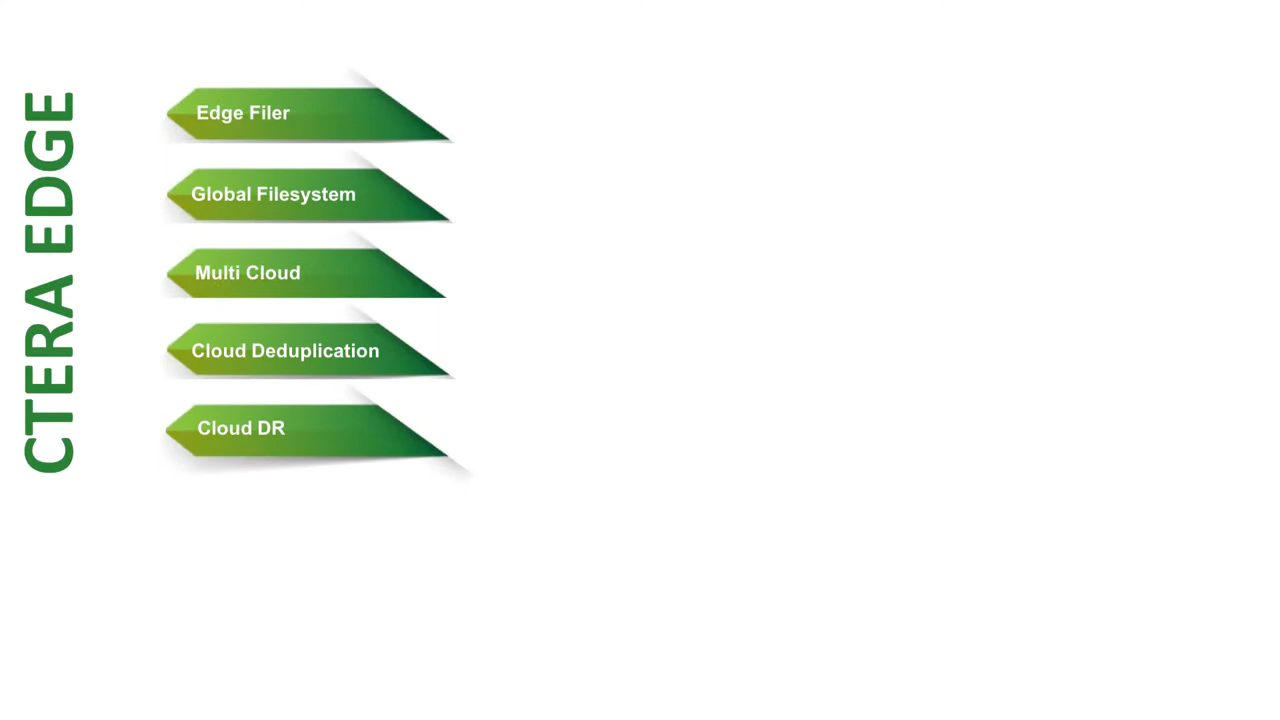 CTERA EDGE
Edge Filer
Global Filesystem
Multi Cloud
Cloud Deduplication
Cloud DR